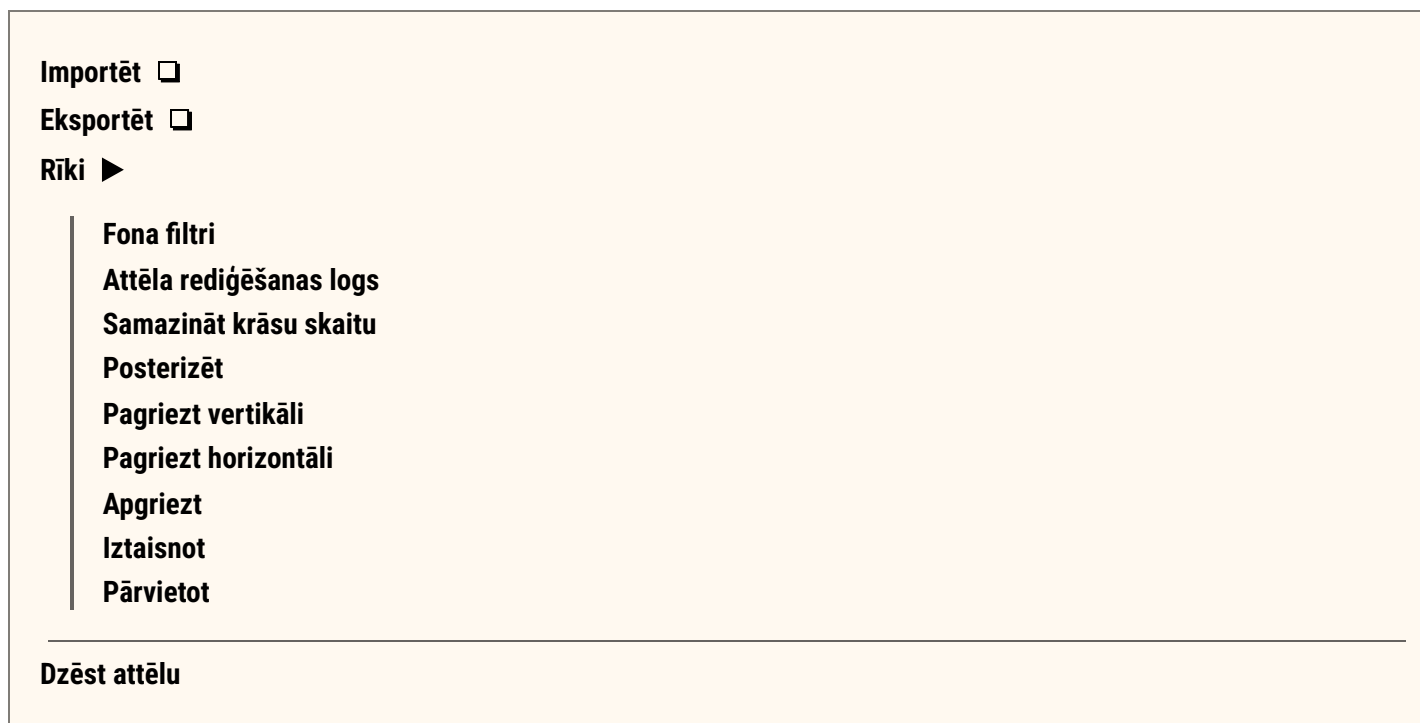 Importēt ❏
Eksportēt ❏
Rīki ▶
Fona filtri
Attēla rediģēšanas logs
Samazināt krāsu skaitu
Posterizēt
Pagriezt vertikāli
Pagriezt horizontāli
Apgriezt
Iztaisnot
Pārvietot
Dzēst attēlu